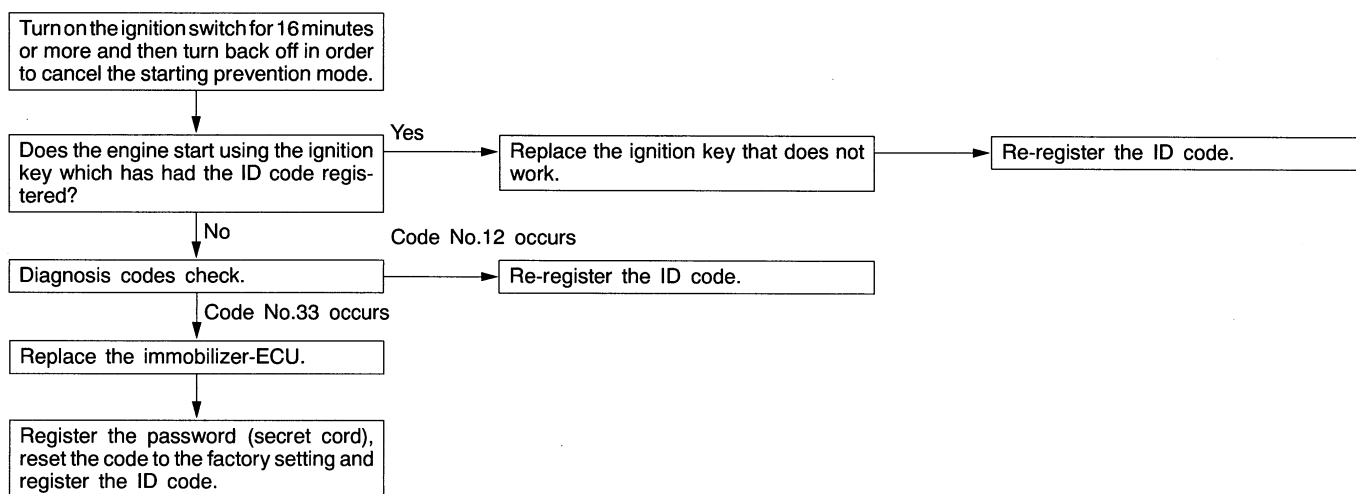 Turn on the ignition switch for 16 minutes
or more and then turn back off in order
to cancel the starting prevention mode.
Yes
Does the engine start using the ignition
key which has had the ID code regis-
tered?
Replace the ignition key that does not
work.
Re-register the ID code.
No
Code No.12 occurs
Diagnosis codes check.
Re-register the ID code.
Code No.33 occurs
Replace the immobilizer-ECU.
Register the password (secret cord),
reset the code to the factory setting and
register the ID code.